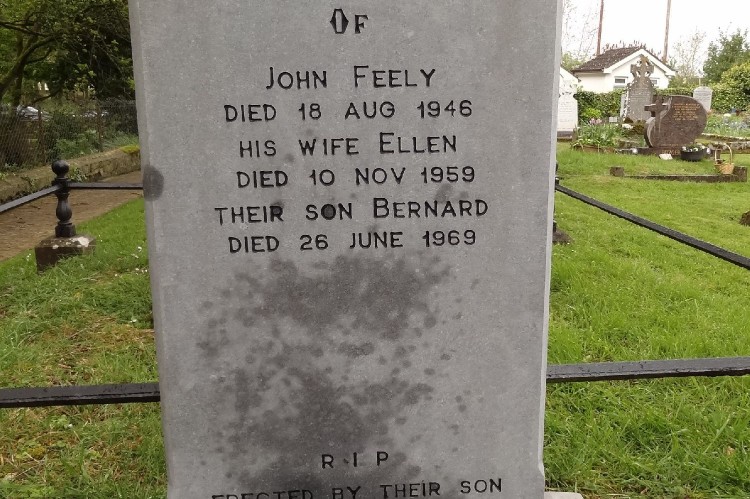 OF
JOHN FEELY
DIED 18 AUG 1946
HIS WIFE ELLEN
DIED 10 NOV 1959
THEIR SON BERNARD
DIED 26 JUNE 1969
R I P
ERECTED BY THEIR SON